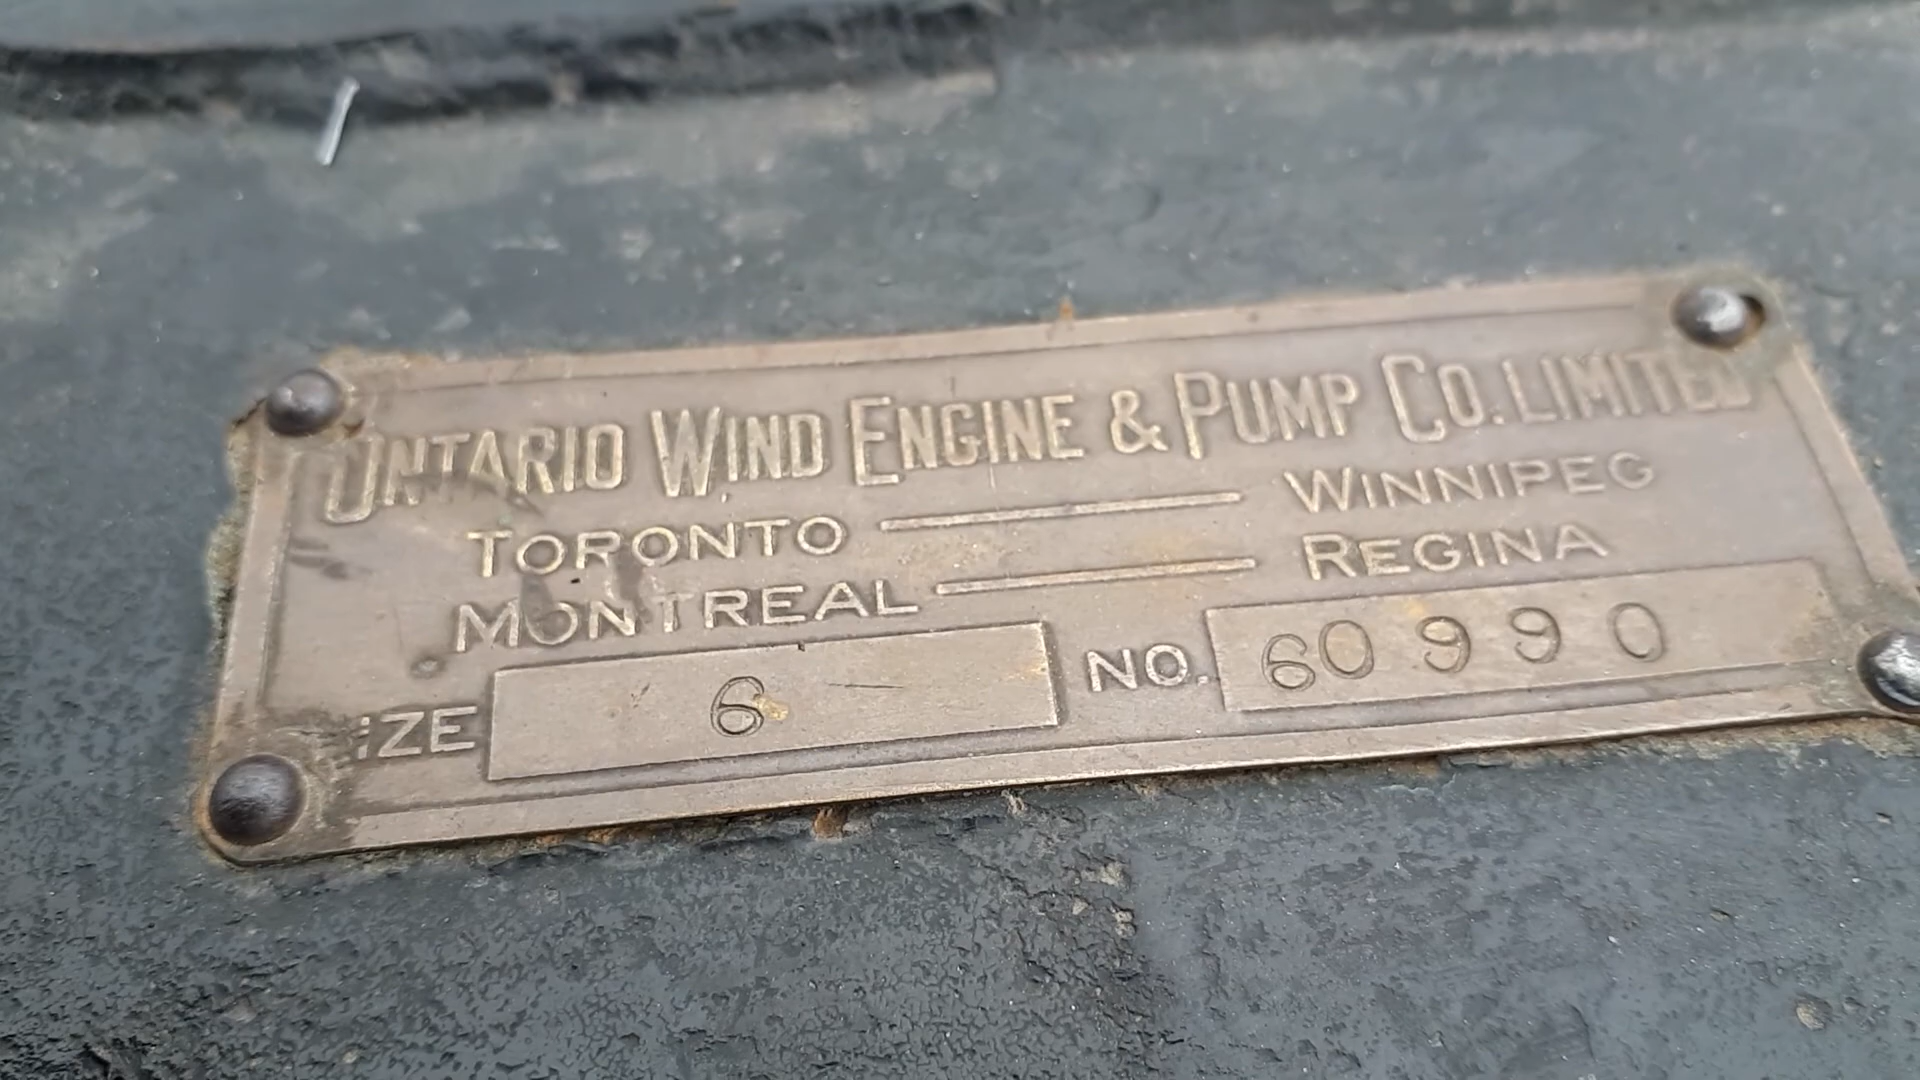 ONTARIO WIND ENGINE & PUMP CO. LIMITED
TORONTO WINNIPEG
MONTREAL REGINA
SIZE 6 NO. 60990